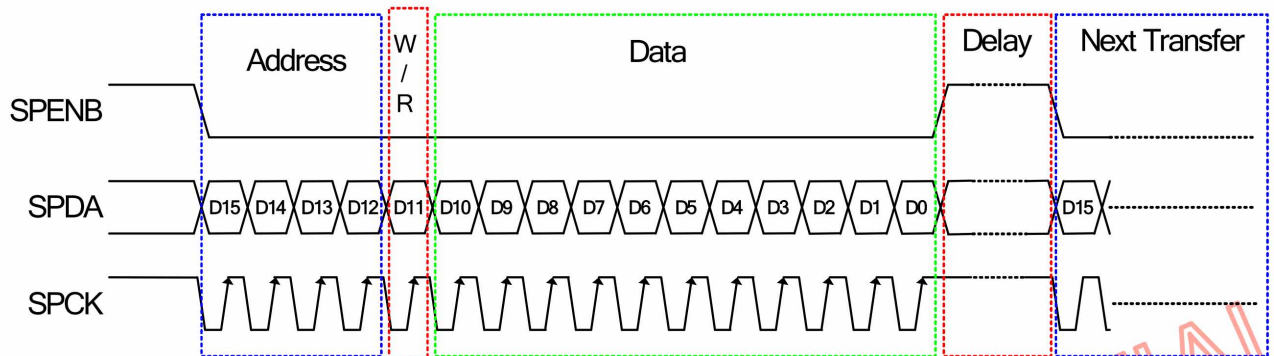 Address
W
/
R
Data
Delay
Next Transfer
SPENB
SPDA
D15 D14 D13 D12 D11 D10 D9 D8 D7 D6 D5 D4 D3 D2 D1 D0 D15
SPCK